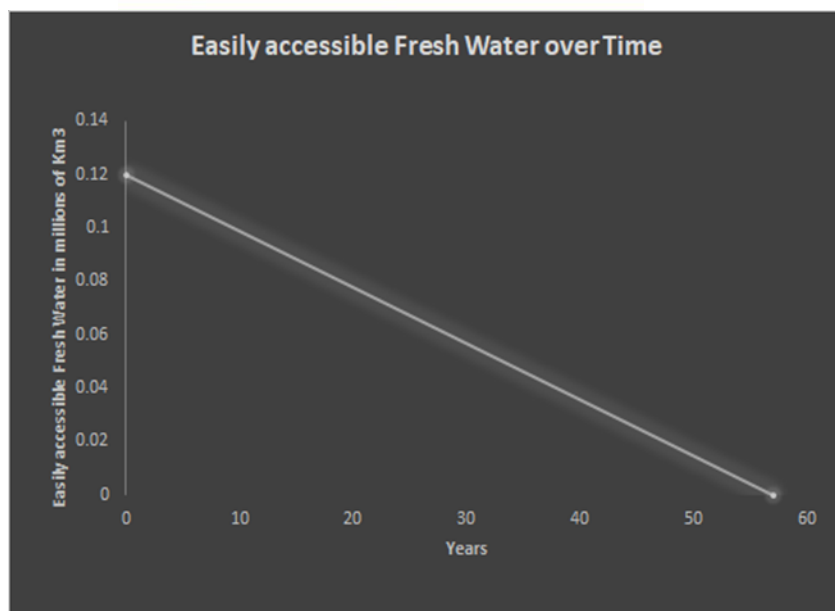 Easily accessible Fresh Water over Time
Easily accessible Fresh Water in millions of Km3
0.14
0.12
0.1
0.08
0.06
0.04
0.02
0
0 10 20 30 40 50 60
Years